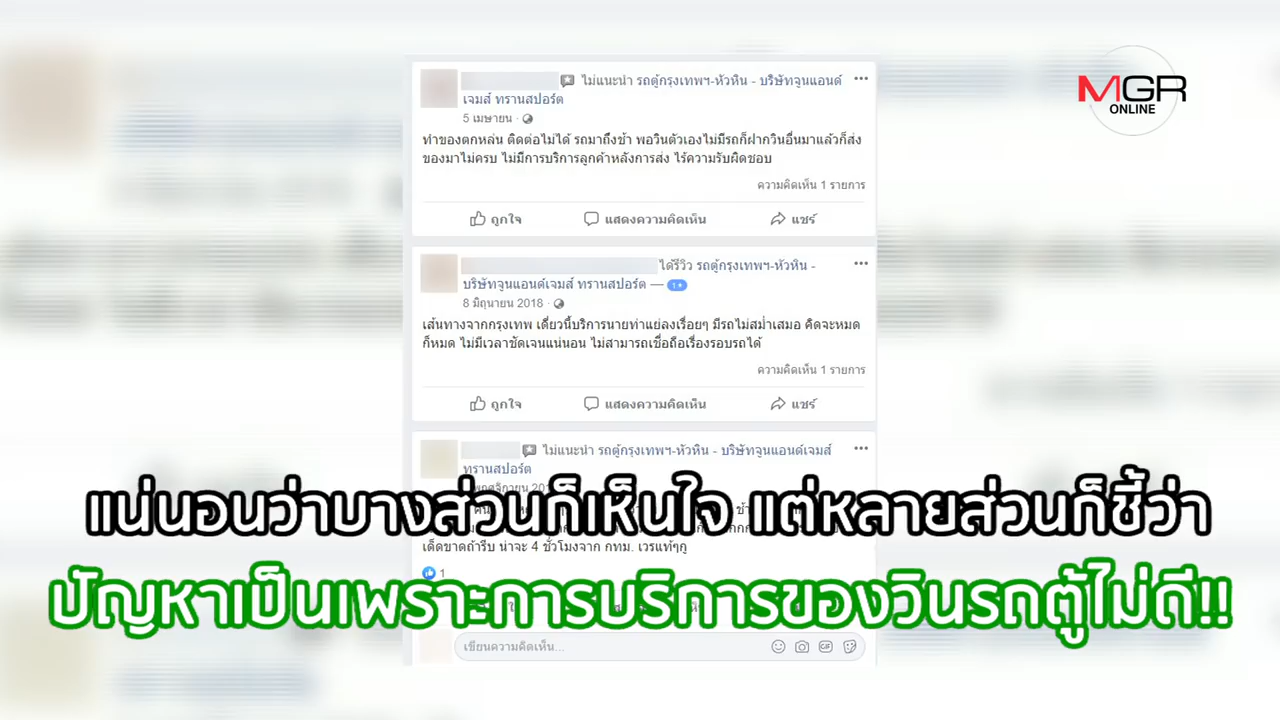 MGR
ONLINE
ไม่แนะนำ รถตู้กรุงเทพฯ-หัวหิน - บริษัทจูนแอนด์
เจมส์ ทรานสปอร์ต
5 เมษายน ·
ทำของตกหล่น ติดต่อไม่ได้ รถมาถึงช้า พอวินตัวเองไม่มีรถก็ฝากวินอื่นมาแล้วก็ส่ง
ของมาไม่ครบ ไม่มีการบริการลูกค้าหลังการส่ง ไร้ความรับผิดชอบ
ความคิดเห็น 1 รายการ
ถูกใจ แสดงความคิดเห็น แชร์
ได้รีวิว รถตู้กรุงเทพฯ-หัวหิน -
บริษัทจูนแอนด์เจมส์ ทรานสปอร์ต — 1★
8 มิถุนายน 2018 ·
เส้นทางจากกรุงเทพ เดี๋ยวนี้บริการนายท่าแย่ลงเรื่อยๆ มีรถไม่สม่ำเสมอ คิดจะหมด
ก็หมด ไม่มีเวลาชัดเจนแน่นอน ไม่สามารถเชื่อถือเรื่องรอบรถได้
ความคิดเห็น 1 รายการ
ถูกใจ แสดงความคิดเห็น แชร์
ไม่แนะนำ รถตู้กรุงเทพฯ-หัวหิน - บริษัทจูนแอนด์เจมส์
ทรานสปอร์ต
แน่นอนว่าบางส่วนก็เห็นใจ แต่หลายส่วนก็ชี้ว่า
เด็ดขาดถ้ารีบ น่าจะ 4 ชั่วโมงจาก กทม. เวรแท้ๆกู
1
ปัญหาเป็นเพราะการบริการของวินรถตู้ไม่ดี!!
เขียนความคิดเห็น... GIF